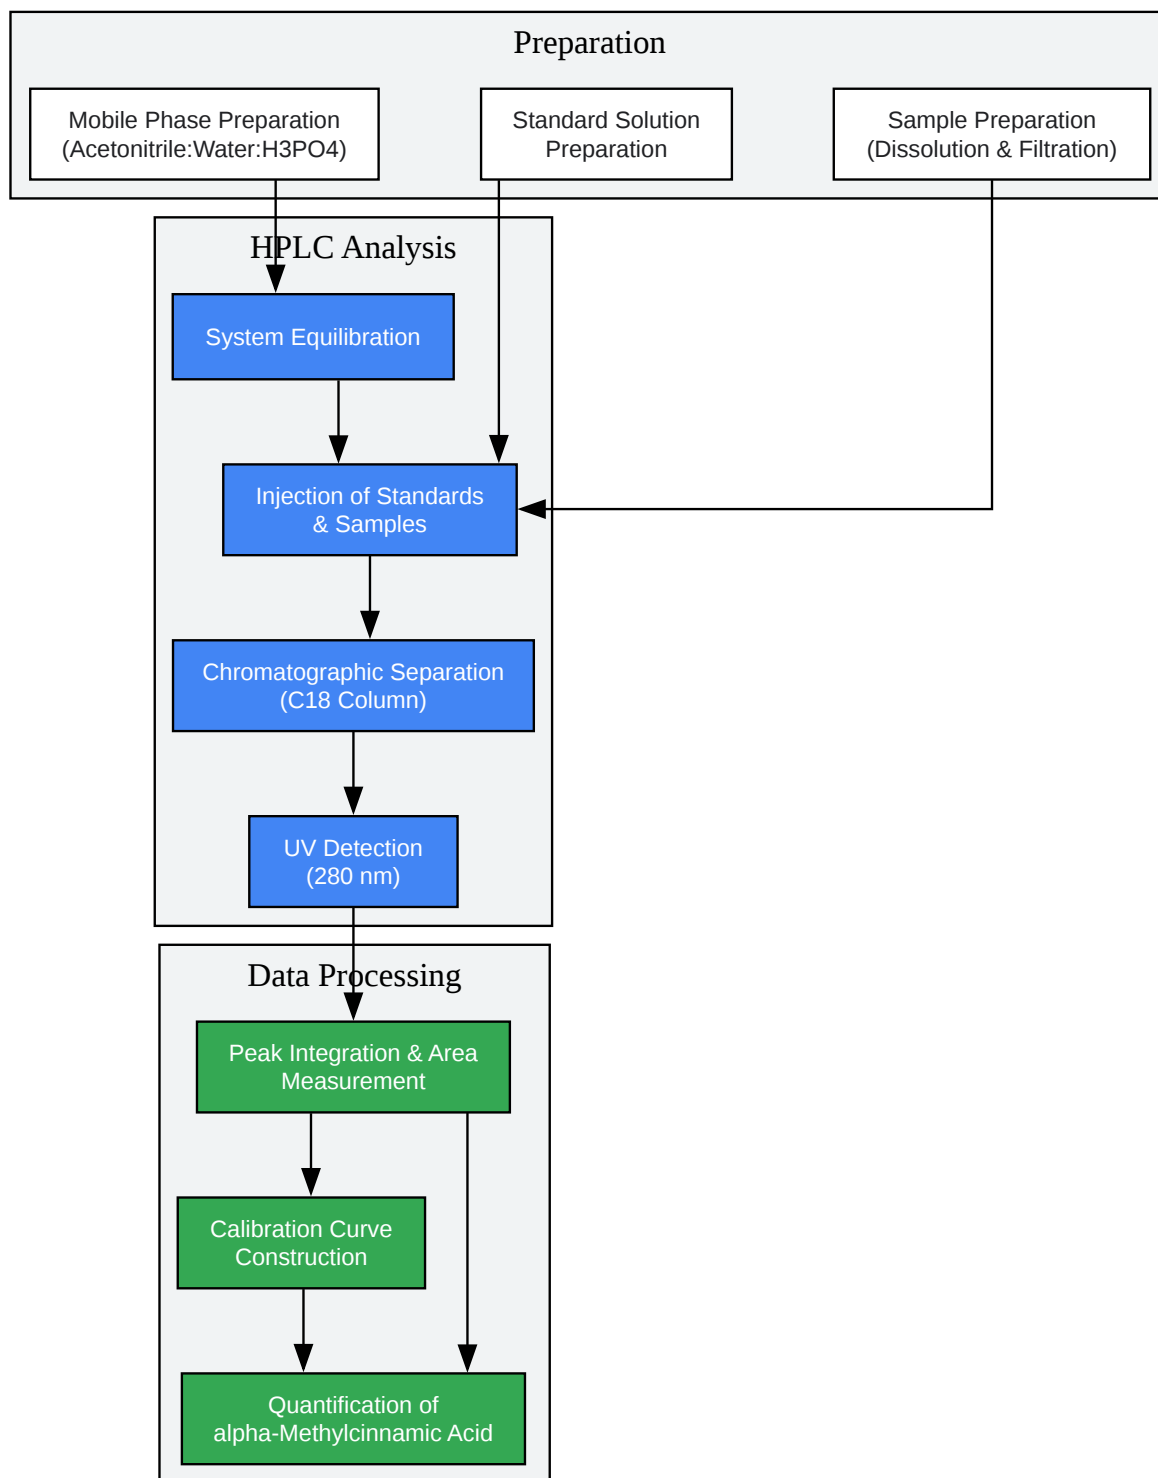 Preparation
Mobile Phase Preparation
(Acetonitrile:Water:H3PO4)
Standard Solution
Preparation
Sample Preparation
(Dissolution & Filtration)
HPLC Analysis
System Equilibration
Injection of Standards
& Samples
Chromatographic Separation
(C18 Column)
UV Detection
(280 nm)
Data Processing
Peak Integration & Area
Measurement
Calibration Curve
Construction
Quantification of
alpha-Methylcinnamic Acid